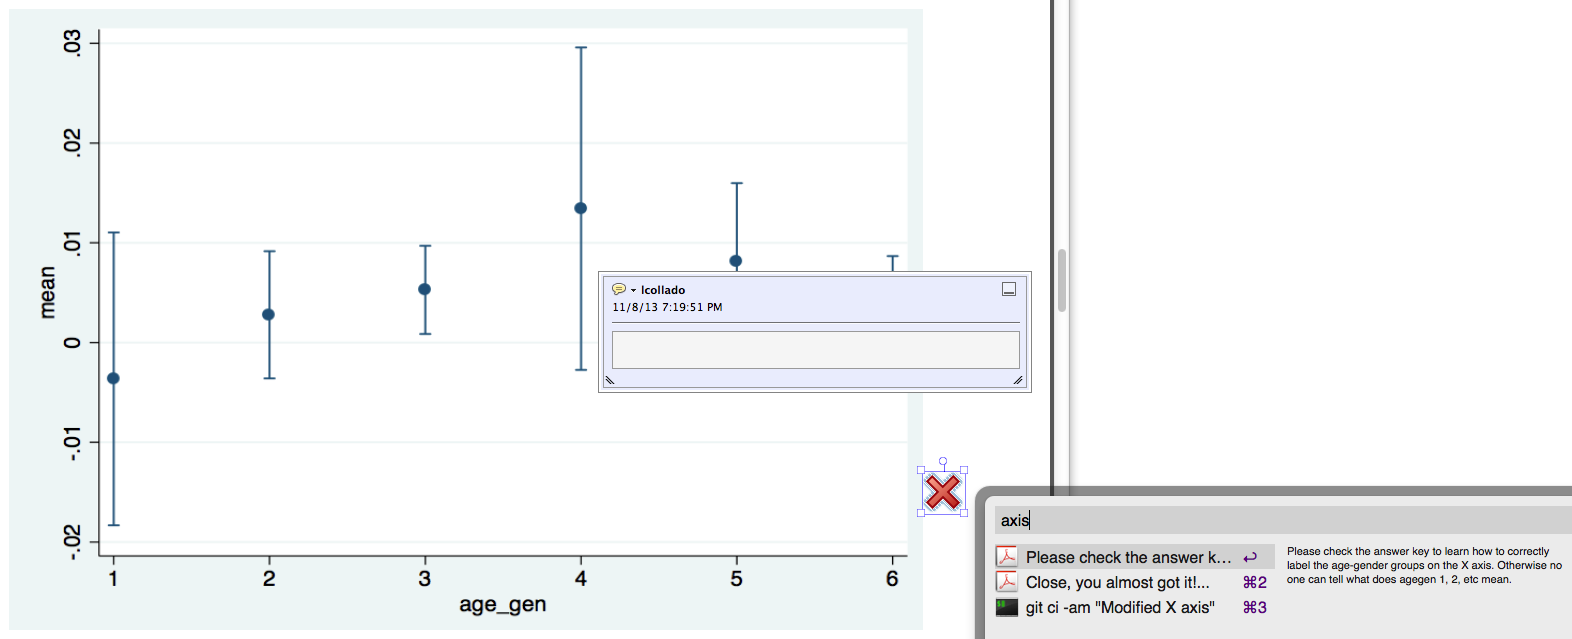 .03
.02
.01
0
-.01
-.02
mean
1 2 3 4 5 6
age_gen
lcollado
11/8/13 7:19:51 PM
axis
Please check the answer k... ↩
Close, you almost got it!... ⌘2
git ci -am "Modified X axis" ⌘3
Please check the answer key to learn how to correctly
label the age-gender groups on the X axis. Otherwise no
one can tell what does agegen 1, 2, etc mean.